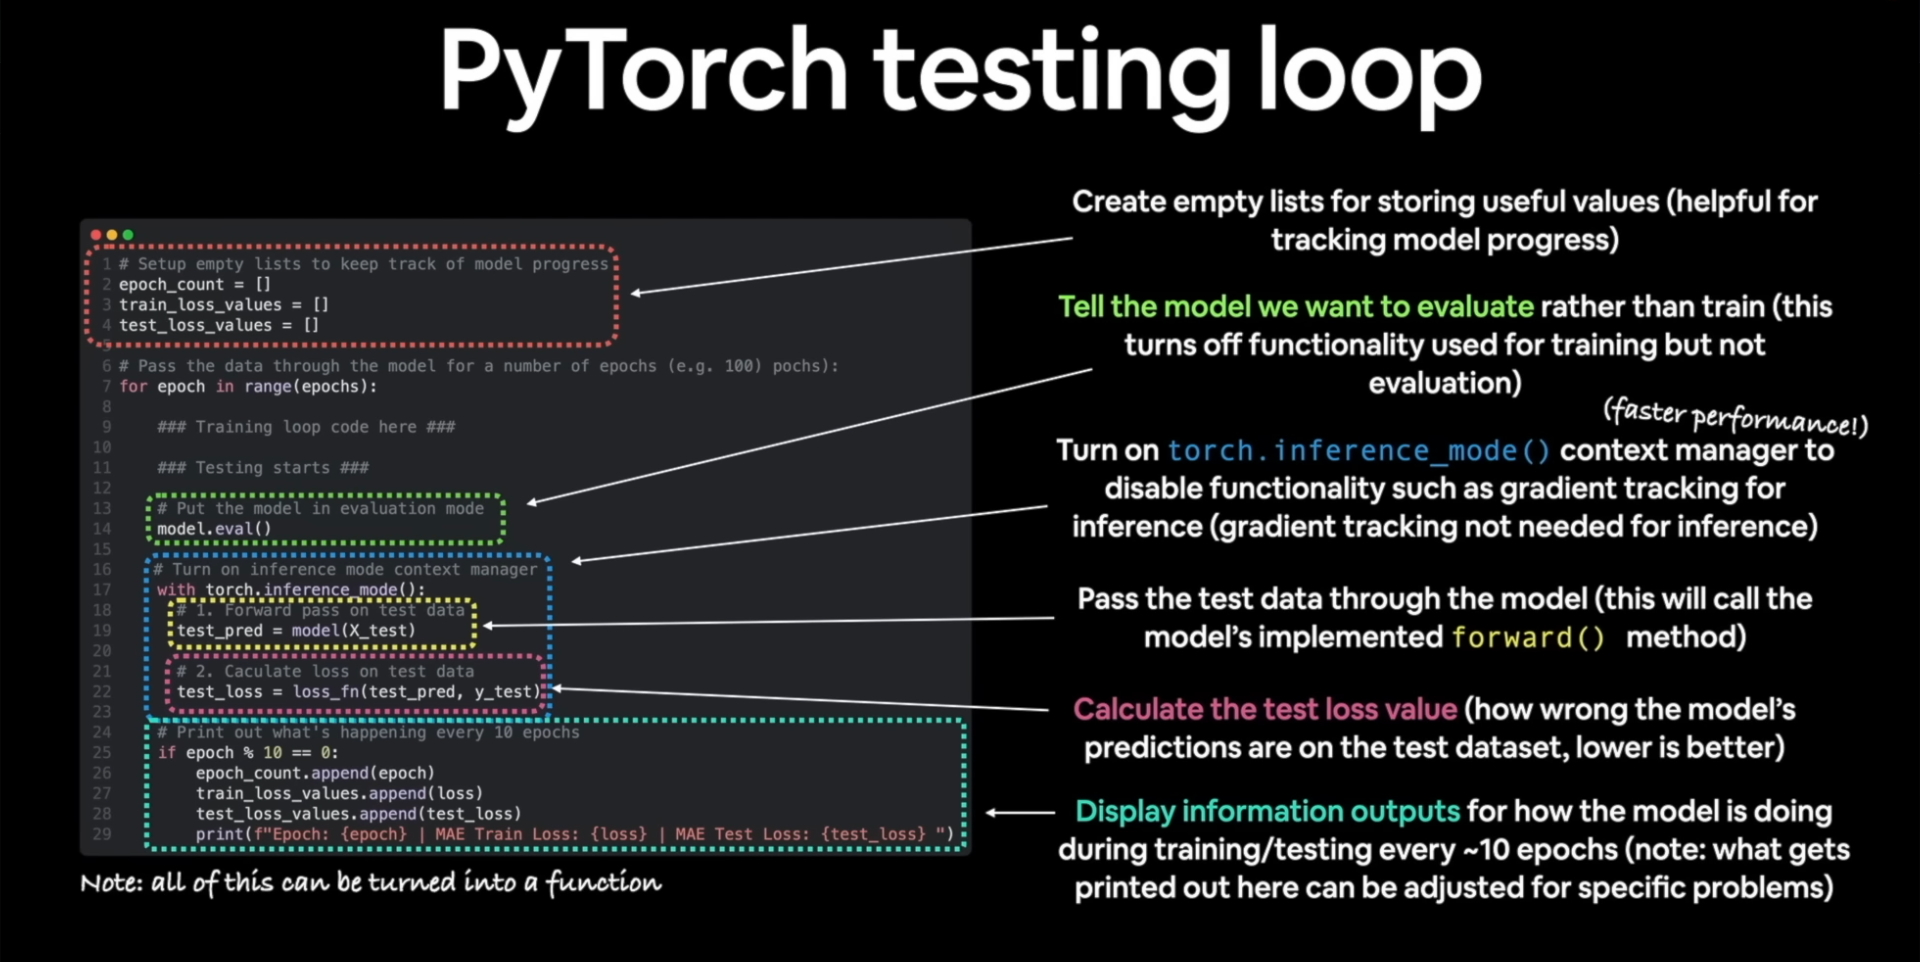 PyTorch testing loop
1 # Setup empty lists to keep track of model progress
2 epoch_count = []
3 train_loss_values = []
4 test_loss_values = []
5
6 # Pass the data through the model for a number of epochs (e.g. 100) pochs):
7 for epoch in range(epochs):
8
9 ### Training loop code here ###
10
11 ### Testing starts ###
12
13 # Put the model in evaluation mode
14 model.eval()
15
16 # Turn on inference mode context manager
17 with torch.inference_mode():
18 # 1. Forward pass on test data
19 test_pred = model(X_test)
20
21 # 2. Caculate loss on test data
22 test_loss = loss_fn(test_pred, y_test)
23
24 # Print out what's happening every 10 epochs
25 if epoch % 10 == 0:
26 epoch_count.append(epoch)
27 train_loss_values.append(loss)
28 test_loss_values.append(test_loss)
29 print(f"Epoch: {epoch} | MAE Train Loss: {loss} | MAE Test Loss: {test_loss} ")
Note: all of this can be turned into a function
Create empty lists for storing useful values (helpful for
tracking model progress)
Tell the model we want to evaluate rather than train (this
turns off functionality used for training but not
evaluation)
(faster performance!)
Turn on torch.inference_mode() context manager to
disable functionality such as gradient tracking for
inference (gradient tracking not needed for inference)
Pass the test data through the model (this will call the
model's implemented forward() method)
Calculate the test loss value (how wrong the model's
predictions are on the test dataset, lower is better)
Display information outputs for how the model is doing
during training/testing every ~10 epochs (note: what gets
printed out here can be adjusted for specific problems)